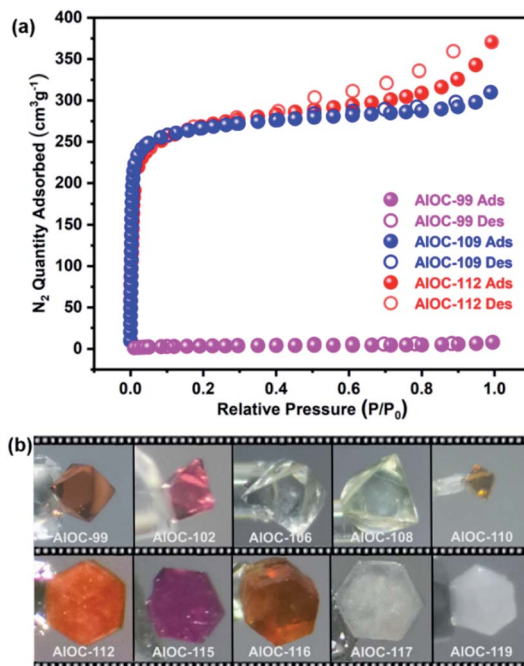 (a)
400
350
300
250
200
150
100
50
0
N₂ Quantity Adsorbed (cm³g⁻¹)
AlOC-99 Ads
AlOC-99 Des
AlOC-109 Ads
AlOC-109 Des
AlOC-112 Ads
AlOC-112 Des
0.0 0.2 0.4 0.6 0.8 1.0
Relative Pressure (P/P₀)
(b)
AlOC-99 AlOC-102 AlOC-106 AlOC-108 AlOC-110
AlOC-112 AlOC-115 AlOC-116 AlOC-117 AlOC-119